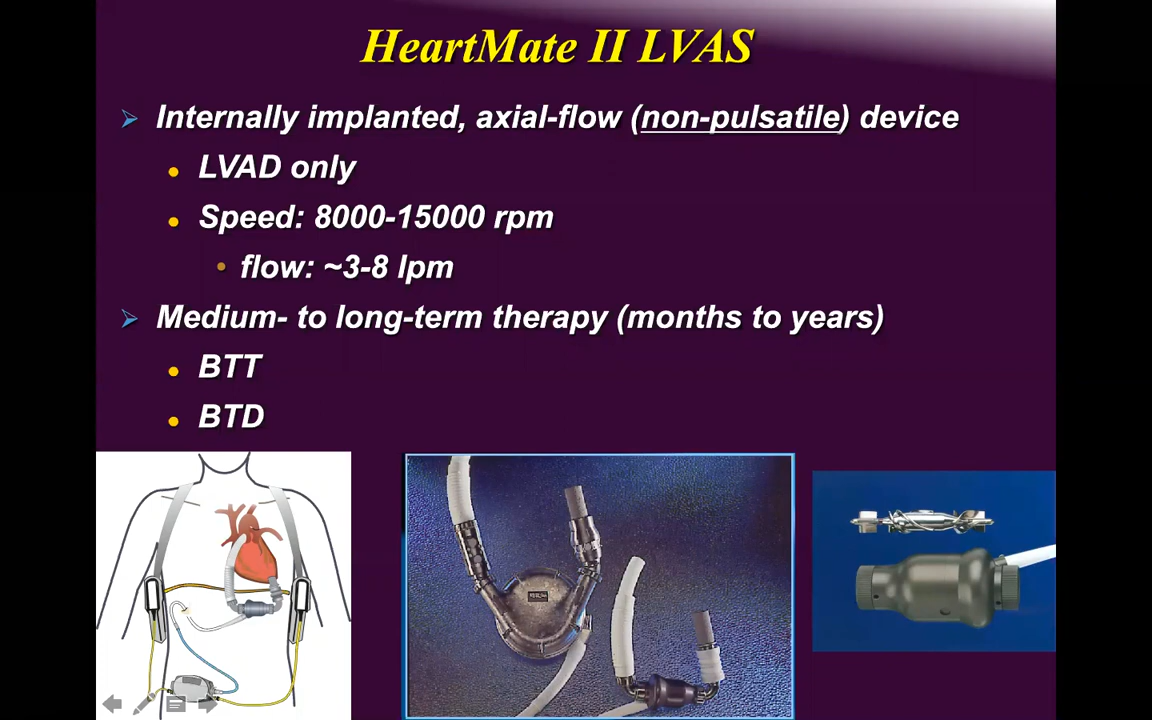 HeartMate II LVAS
Internally implanted, axial-flow (non-pulsatile) device
LVAD only
Speed: 8000-15000 rpm
flow: ~3-8 lpm
Medium- to long-term therapy (months to years)
BTT
BTD